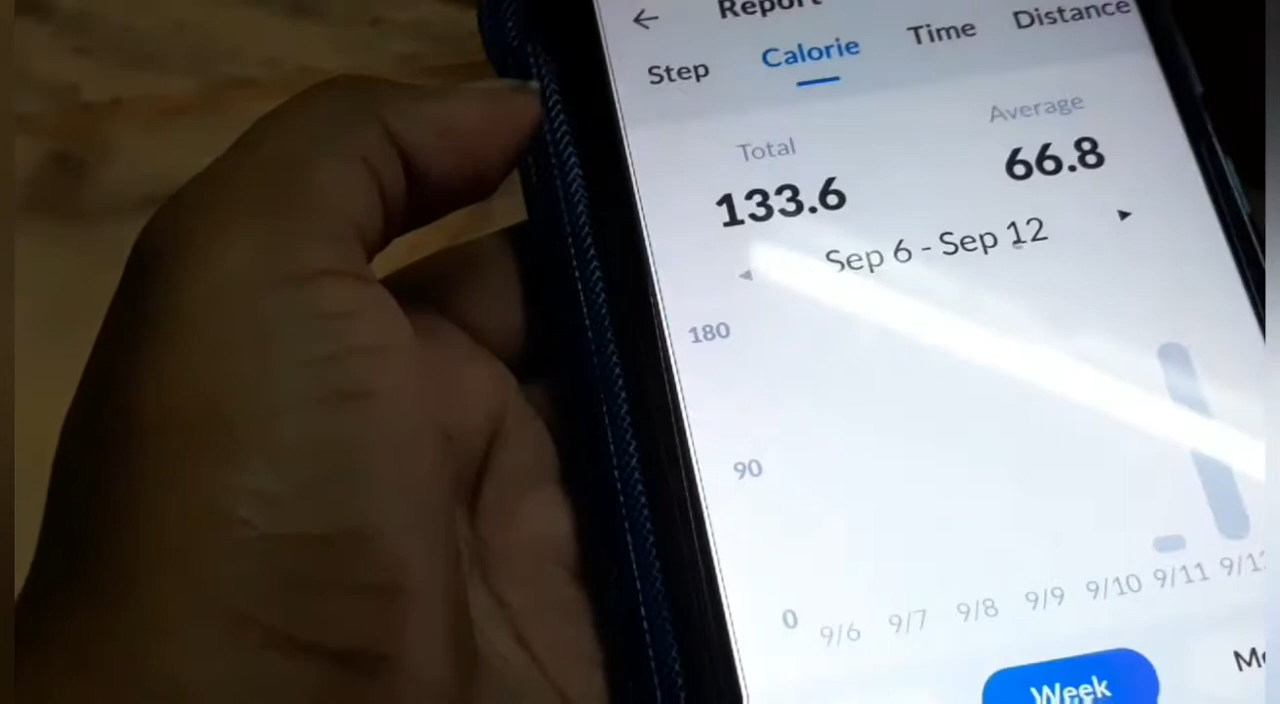 Report
Step Calorie Time Distance
Total Average
133.6 66.8
Sep 6 - Sep 12
180
90
0
9/6 9/7 9/8 9/9 9/10 9/11
Week